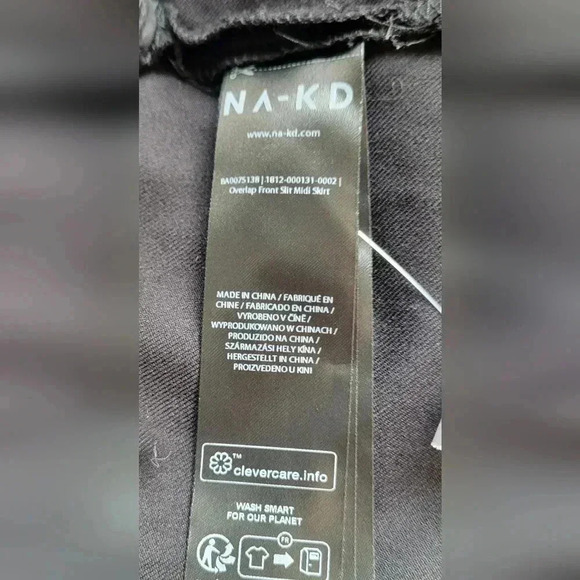 NA-KD
www.na-kd.com
BA0075138 | 1812-000131-0002 |
Overlap Front Slit Midi Skirt
MADE IN CHINA / FABRIQUÉ EN
CHINE / FABRICADO EN CHINA /
VYROBENO V ČÍNĚ /
WYPRODUKOWANO W CHINACH /
PRODUZIDO NA CHINA /
SZÁRMAZÁSI HELY KÍNA /
HERGESTELLT IN CHINA /
PROIZVEDENO U KINI
TM
clevercare.info
WASH SMART
FOR OUR PLANET
FR